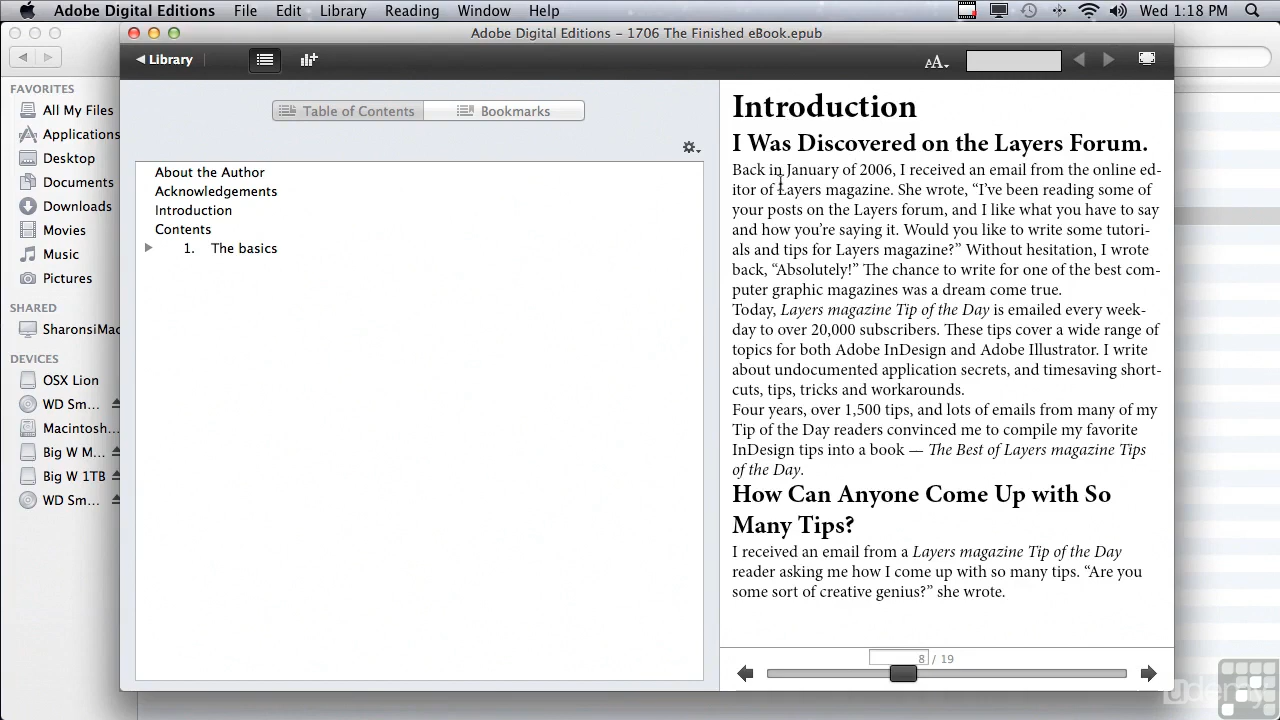 Adobe Digital Editions File Edit Library Reading Window Help Wed 1:18 PM
Adobe Digital Editions – 1706 The Finished eBook.epub
Library
AA
Table of Contents Bookmarks
FAVORITES
All My Files
Applications
Desktop
Documents
Downloads
Movies
Music
Pictures
SHARED
SharonsiMac
DEVICES
OSX Lion
WD Sm...
Macintosh...
Big W M...
Big W 1TB
WD Sm...
About the Author
Acknowledgements
Introduction
Contents
1. The basics
Introduction
I Was Discovered on the Layers Forum.
Back in January of 2006, I received an email from the online ed-
itor of Layers magazine. She wrote, “I’ve been reading some of
your posts on the Layers forum, and I like what you have to say
and how you’re saying it. Would you like to write some tutori-
als and tips for Layers magazine?” Without hesitation, I wrote
back, “Absolutely!” The chance to write for one of the best com-
puter graphic magazines was a dream come true.
Today, Layers magazine Tip of the Day is emailed every week-
day to over 20,000 subscribers. These tips cover a wide range of
topics for both Adobe InDesign and Adobe Illustrator. I write
about undocumented application secrets, and timesaving short-
cuts, tips, tricks and workarounds.
Four years, over 1,500 tips, and lots of emails from many of my
Tip of the Day readers convinced me to compile my favorite
InDesign tips into a book — The Best of Layers magazine Tips
of the Day.
How Can Anyone Come Up with So
Many Tips?
I received an email from a Layers magazine Tip of the Day
reader asking me how I come up with so many tips. “Are you
some sort of creative genius?” she wrote.
8 / 19
udemy